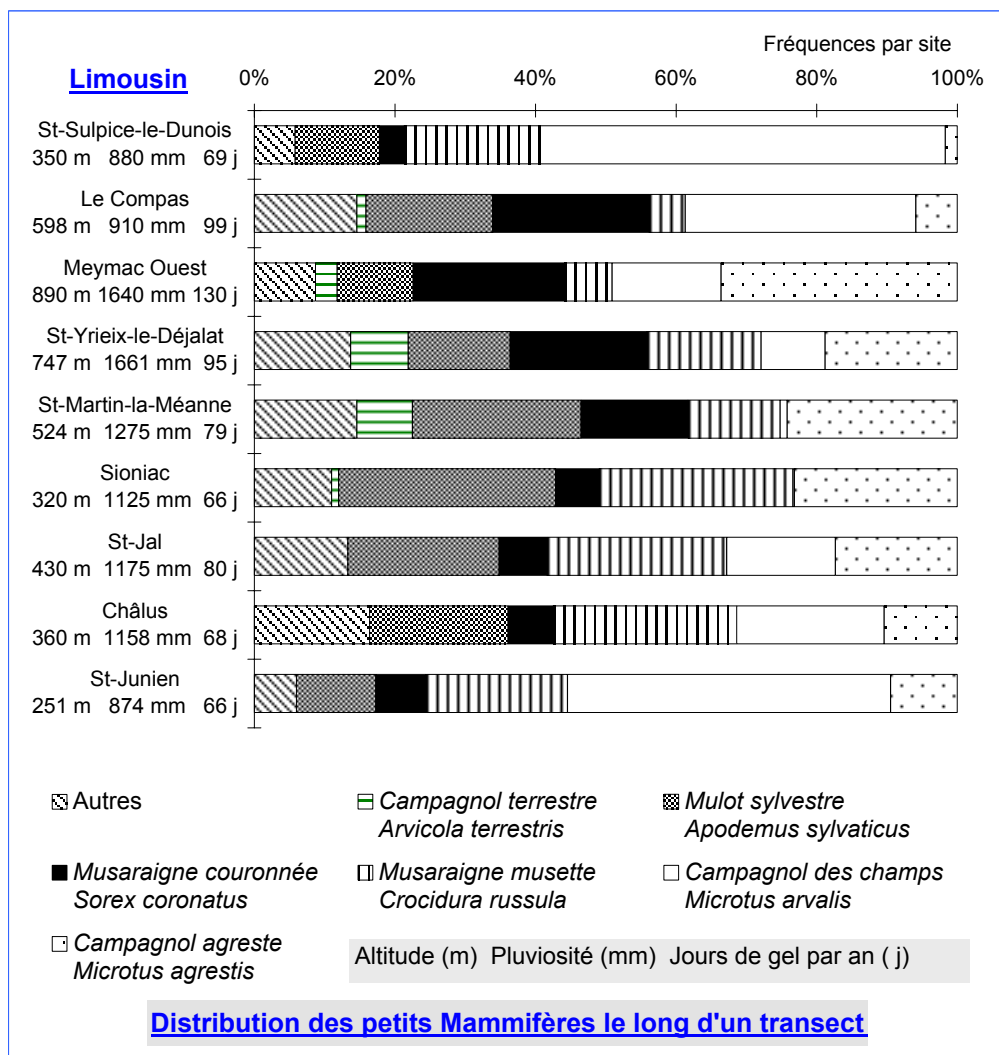 Fréquences par site
Limousin
0% 20% 40% 60% 80% 100%
St-Sulpice-le-Dunois
350 m 880 mm 69 j
Le Compas
598 m 910 mm 99 j
Meymac Ouest
890 m 1640 mm 130 j
St-Yrieix-le-Déjalat
747 m 1661 mm 95 j
St-Martin-la-Méanne
524 m 1275 mm 79 j
Sioniac
320 m 1125 mm 66 j
St-Jal
430 m 1175 mm 80 j
Châlus
360 m 1158 mm 68 j
St-Junien
251 m 874 mm 66 j
Autres
Campagnol terrestre
Arvicola terrestris
Mulot sylvestre
Apodemus sylvaticus
Musaraigne couronnée
Sorex coronatus
Musaraigne musette
Crocidura russula
Campagnol des champs
Microtus arvalis
Campagnol agreste
Microtus agrestis
Altitude (m) Pluviosité (mm) Jours de gel par an ( j)
Distribution des petits Mammifères le long d'un transect